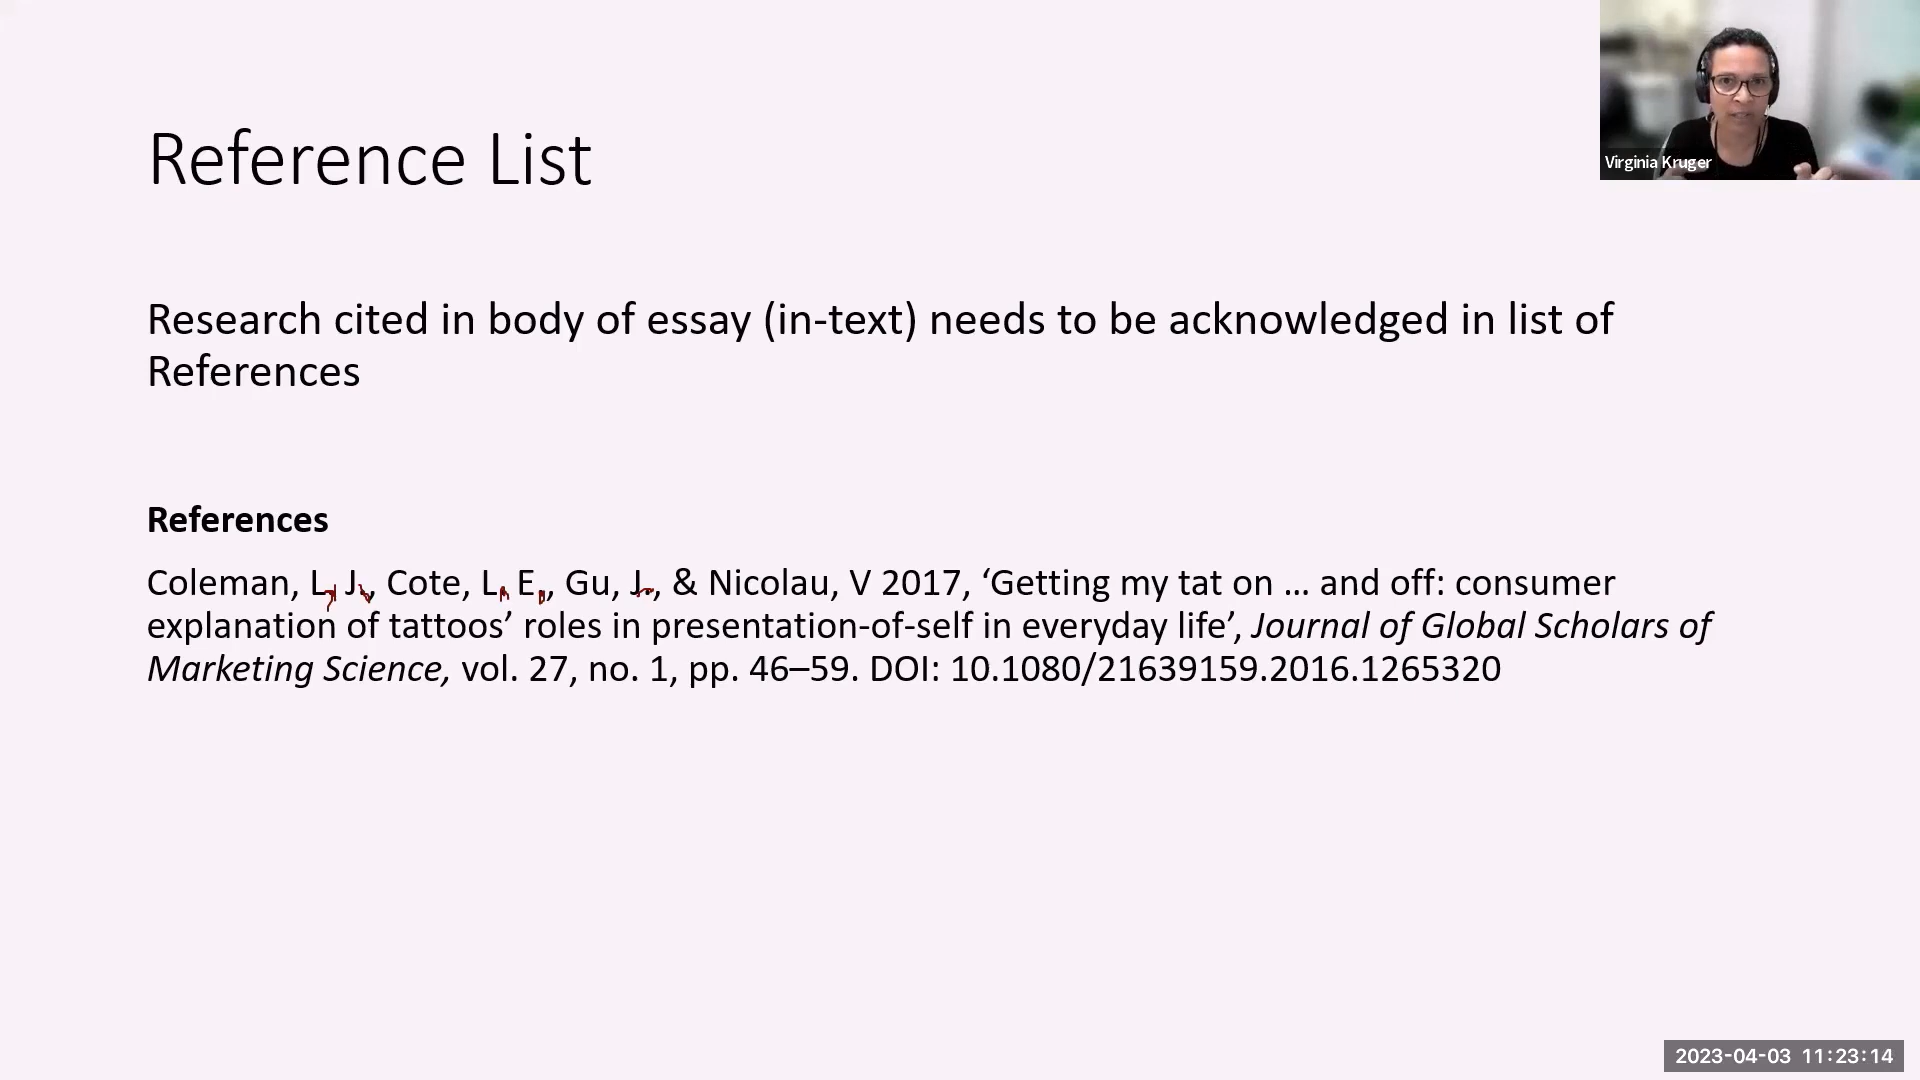 Reference List
Virginia Kruger
Research cited in body of essay (in-text) needs to be acknowledged in list of
References
References
Coleman, L. J., Cote, L. E., Gu, J., & Nicolau, V 2017, ‘Getting my tat on … and off: consumer
explanation of tattoos’ roles in presentation-of-self in everyday life’, Journal of Global Scholars of
Marketing Science, vol. 27, no. 1, pp. 46–59. DOI: 10.1080/21639159.2016.1265320
2023-04-03 11:23:14